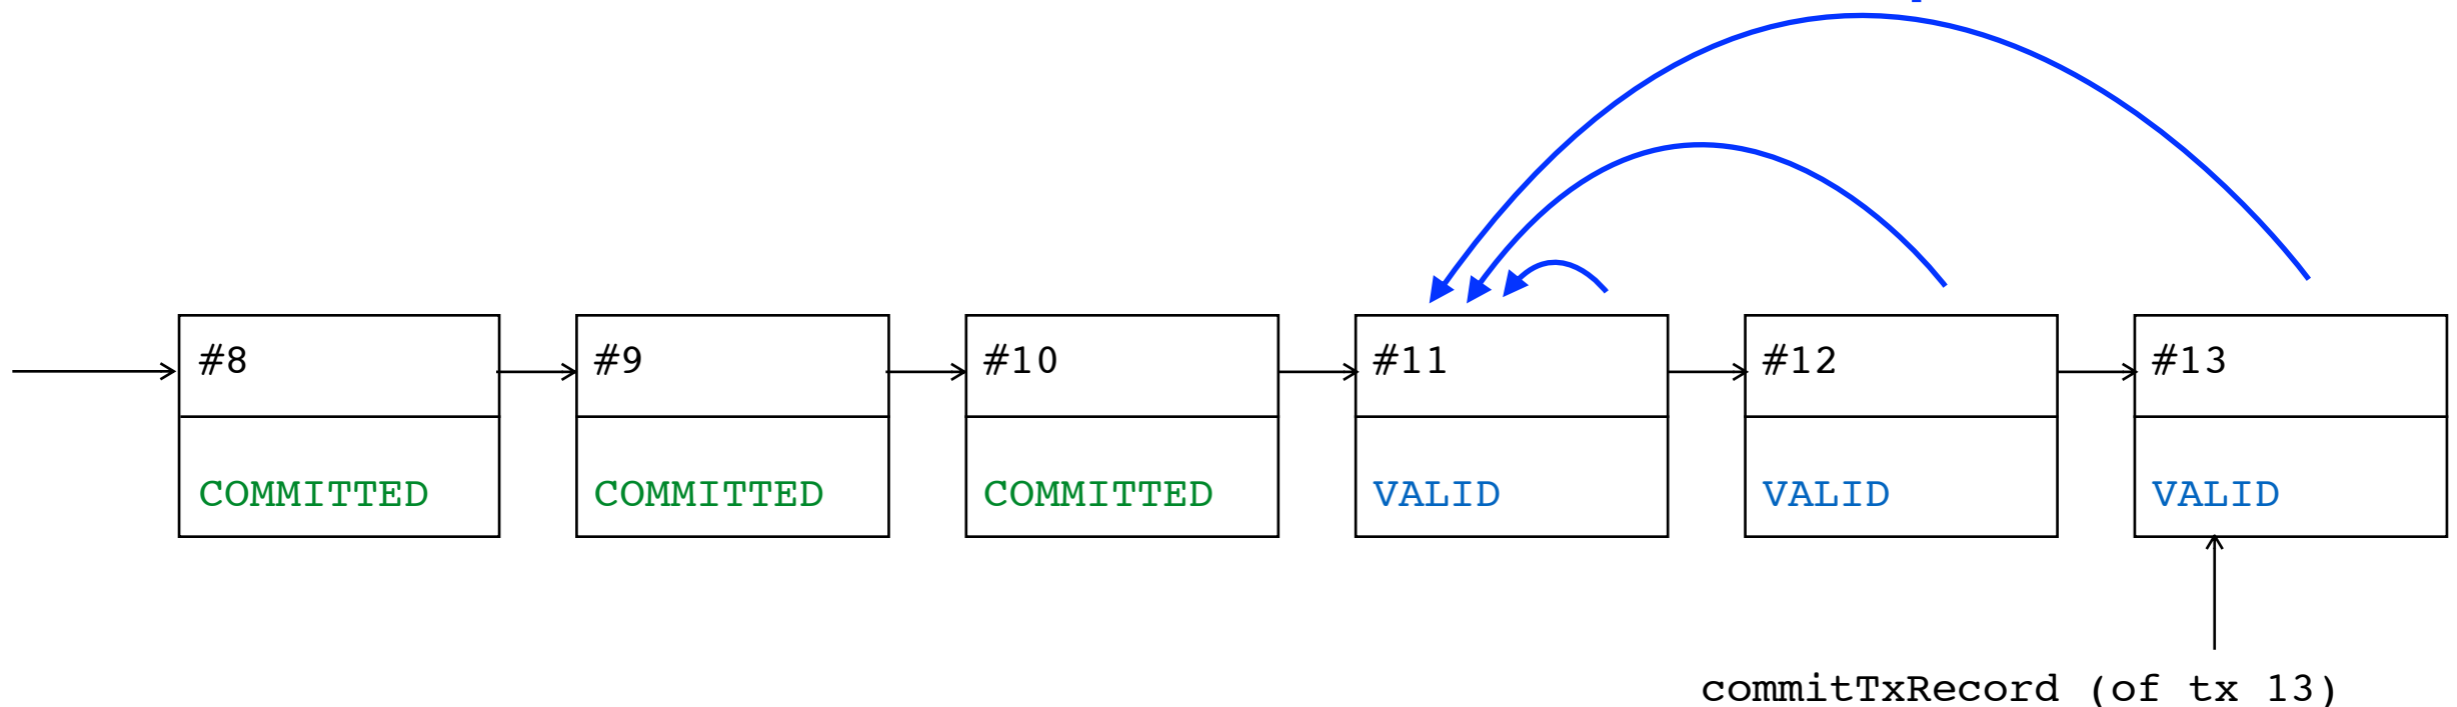 #8 #9 #10 #11 #12 #13
COMMITTED COMMITTED COMMITTED VALID VALID VALID
commitTxRecord (of tx 13)